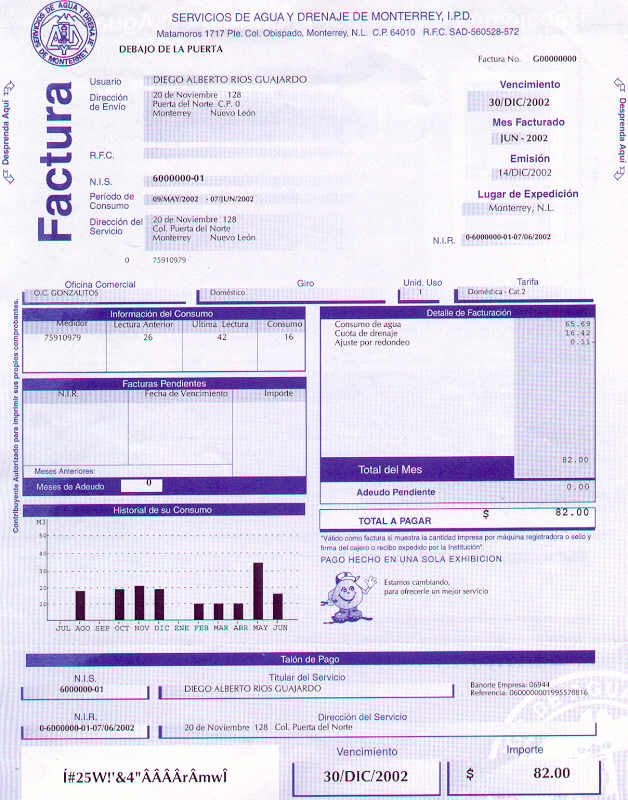 SERVICIOS DE AGUA Y DRENAJE DE MONTERREY, I.P.D.
Matamoros 1717 Pte. Col. Obispado, Monterrey, N.L. C.P. 64010 R.F.C. SAD-560528-572
DEBAJO DE LA PUERTA
Factura No. G00000000
Factura
Desprenda Aquí
Desprenda Aquí
Usuario DIEGO ALBERTO RIOS GUAJARDO
Dirección de Envío
20 de Noviembre 128
Puerta del Norte C.P. 0
Monterrey Nuevo León
R.F.C.
N.I.S. 6000000-01
Período de Consumo 09/MAY/2002 - 07/JUN/2002
Dirección del Servicio
20 de Noviembre 128
Col. Puerta del Norte
Monterrey Nuevo León
0 75910979
Vencimiento
30/DIC/2002
Mes Facturado
JUN - 2002
Emisión
14/DIC/2002
Lugar de Expedición
Monterrey, N.L.
N.I.R. 0-6000000-01-07/06/2002
Oficina Comercial Giro Unid. Uso Tarifa
O.C. GONZALITOS Doméstico 1 Doméstica - Cat.2
Contribuyente Autorizado para imprimir sus propios comprobantes.
Información del Consumo
Medidor Lectura Anterior Ultima Lectura Consumo
75910979 26 42 16
Facturas Pendientes
N.I.R. Fecha de Vencimiento Importe
Meses Anteriores:
Meses de Adeudo 0
Detalle de Facturación
Consumo de agua 65.69
Cuota de drenaje 16.42
Ajuste por redondeo 0.11-
Total del Mes 82.00
Adeudo Pendiente 0.00
TOTAL A PAGAR $ 82.00
"Válido como factura si muestra la cantidad impresa por máquina registradora o sello y
firma del cajero o recibo expedido por la Institución".
PAGO HECHO EN UNA SOLA EXHIBICION
Estamos cambiando,
para ofrecerle un mejor servicio
Historial de su Consumo
M3
50
40
30
20
10
JUL AGO SEP OCT NOV DIC ENE FEB MAR ABR MAY JUN
Talón de Pago
N.I.S. Titular del Servicio
6000000-01 DIEGO ALBERTO RIOS GUAJARDO
Banorte Empresa: 06944
Referencia: 0600000001995570816
N.I.R. Dirección del Servicio
0-6000000-01-07/06/2002 20 de Noviembre 128 Col. Puerta del Norte
Í#25W!'&4"ÂÂÂÂrÂmwÎ
Vencimiento
30/DIC/2002
Importe
$ 82.00